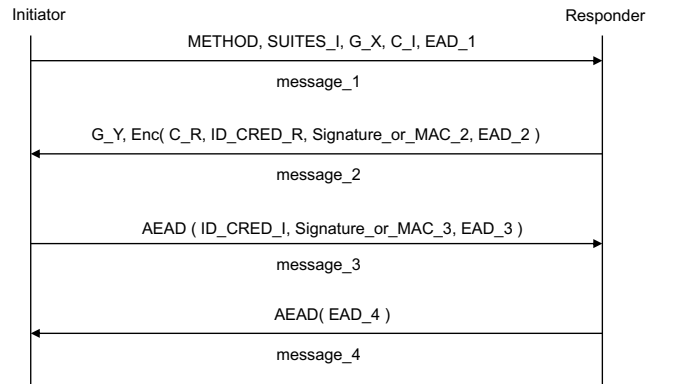 Initiator
Responder
METHOD, SUITES_I, G_X, C_I, EAD_1
message_1
G_Y, Enc( C_R, ID_CRED_R, Signature_or_MAC_2, EAD_2 )
message_2
AEAD ( ID_CRED_I, Signature_or_MAC_3, EAD_3 )
message_3
AEAD( EAD_4 )
message_4